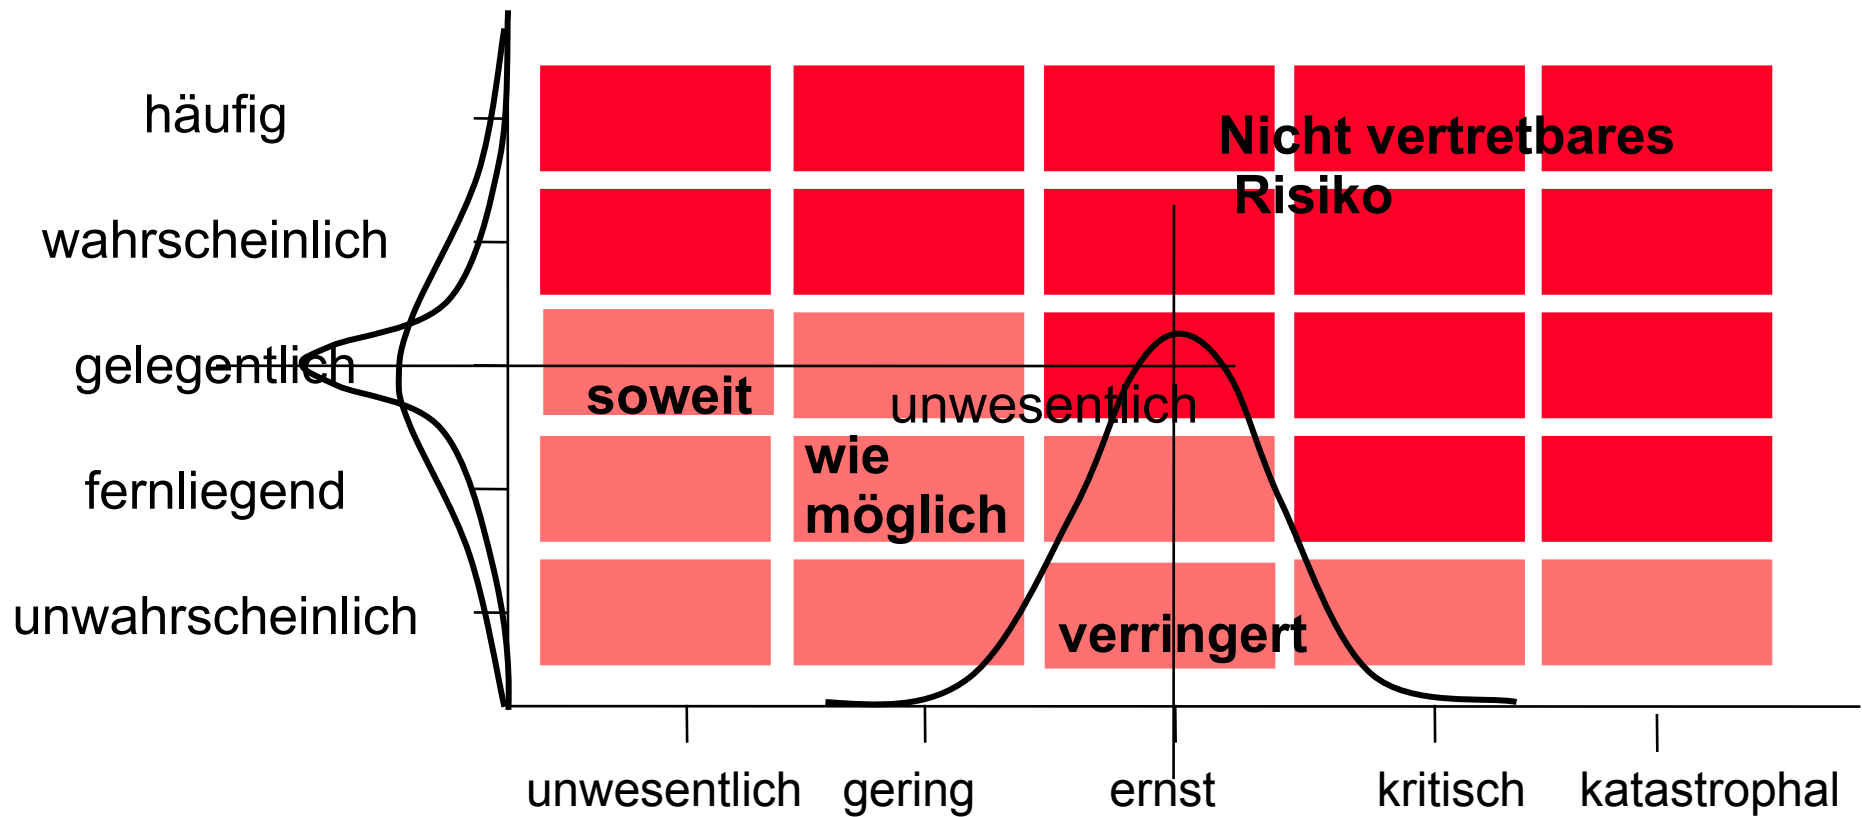 häufig
Nicht vertretbares
Risiko
wahrscheinlich
gelegentlich
soweit
unwesentlich
wie
möglich
fernliegend
unwahrscheinlich
verringert
unwesentlich
gering
ernst
kritisch
katastrophal